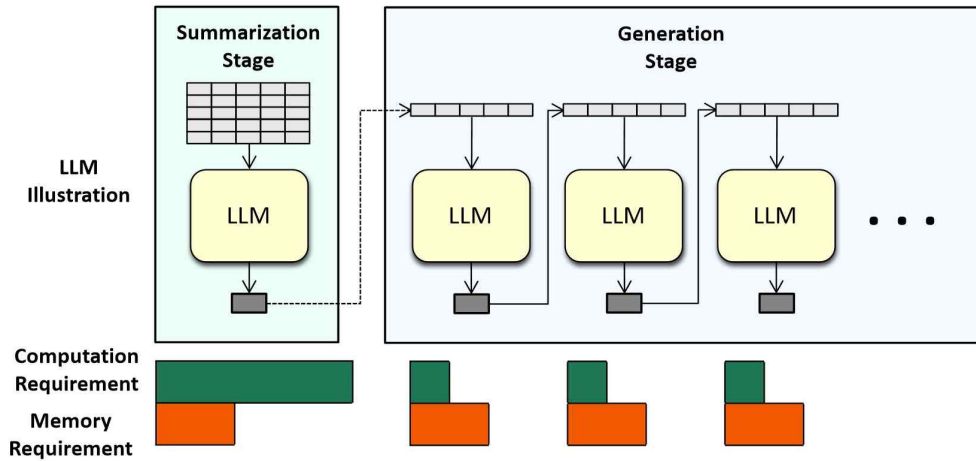 Summarization
Stage
Generation
Stage
LLM
Illustration
LLM
LLM
LLM
LLM
. . .
Computation
Requirement
Memory
Requirement